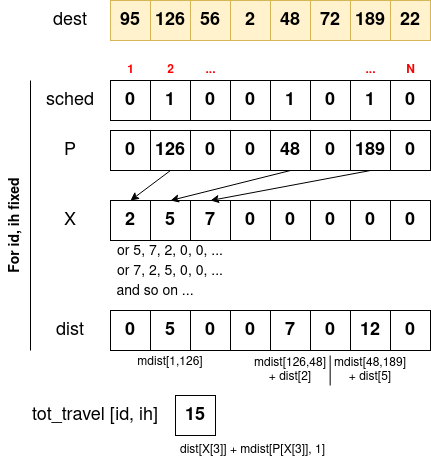 dest 95 126 56 2 48 72 189 22
1 2 ... ... N
sched 0 1 0 0 1 0 1 0
P 0 126 0 0 48 0 189 0
For id, ih fixed
X 2 5 7 0 0 0 0 0
or 5, 7, 2, 0, 0, ...
or 7, 2, 5, 0, 0, ...
and so on ...
dist 0 5 0 0 7 0 12 0
mdist[1,126] mdist[126,48] mdist[48,189]
+ dist[2] + dist[5]
tot_travel [id, ih] 15
dist[X[3]] + mdist[P[X[3]], 1]